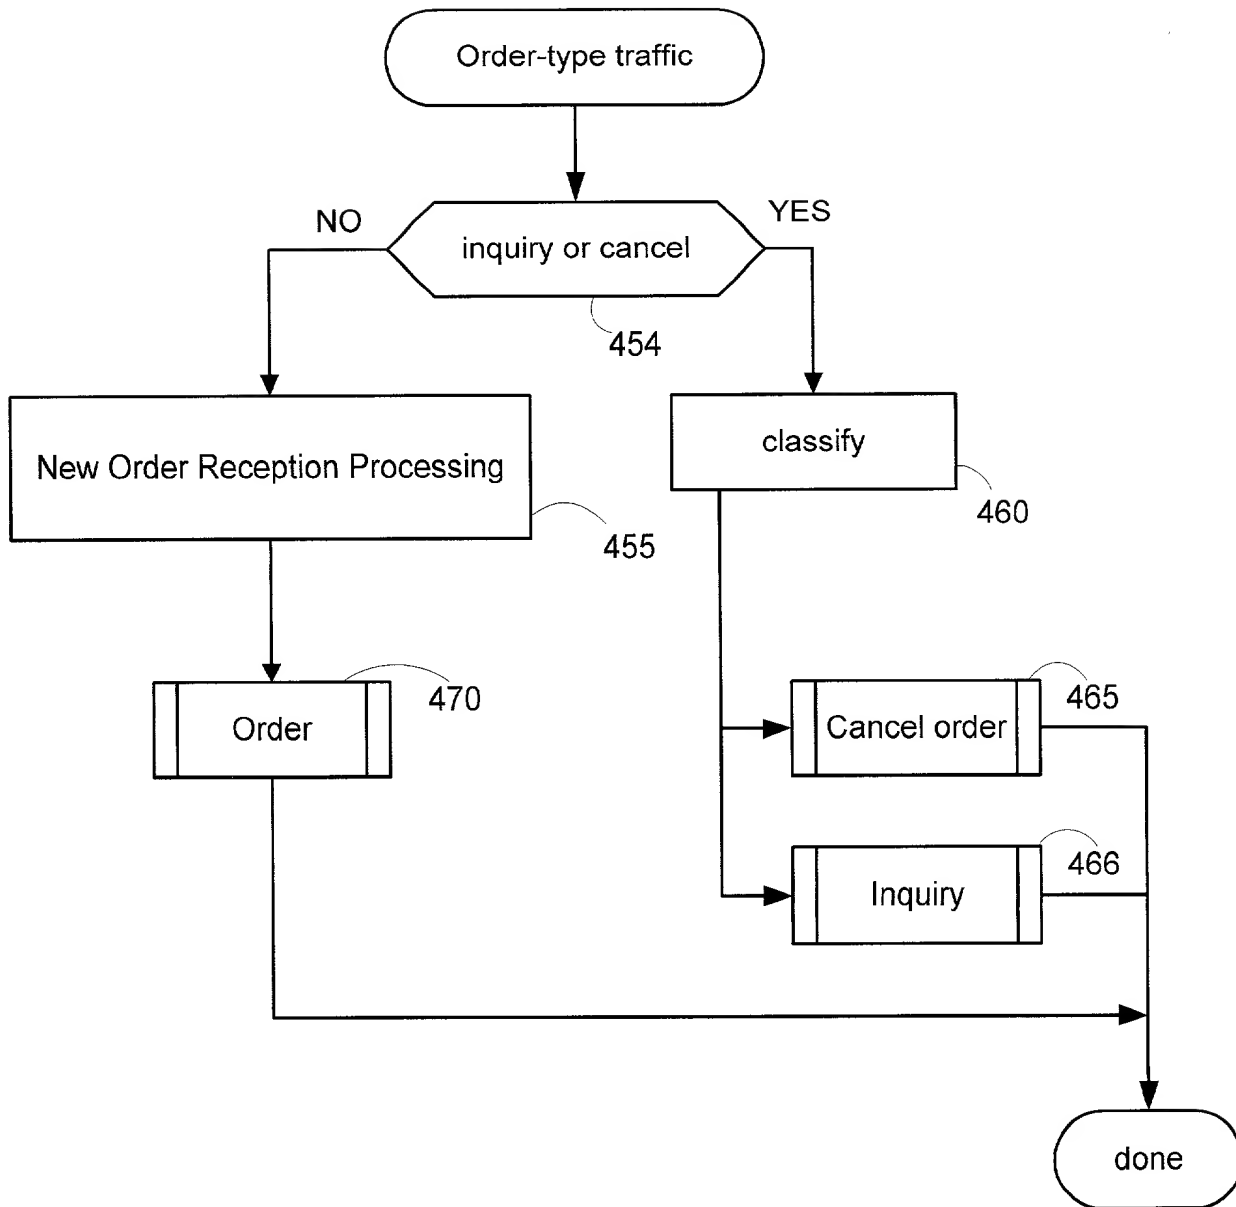 Order-type traffic
NO
YES
inquiry or cancel
454
New Order Reception Processing
455
classify
460
Order
470
Cancel order
465
Inquiry
466
done